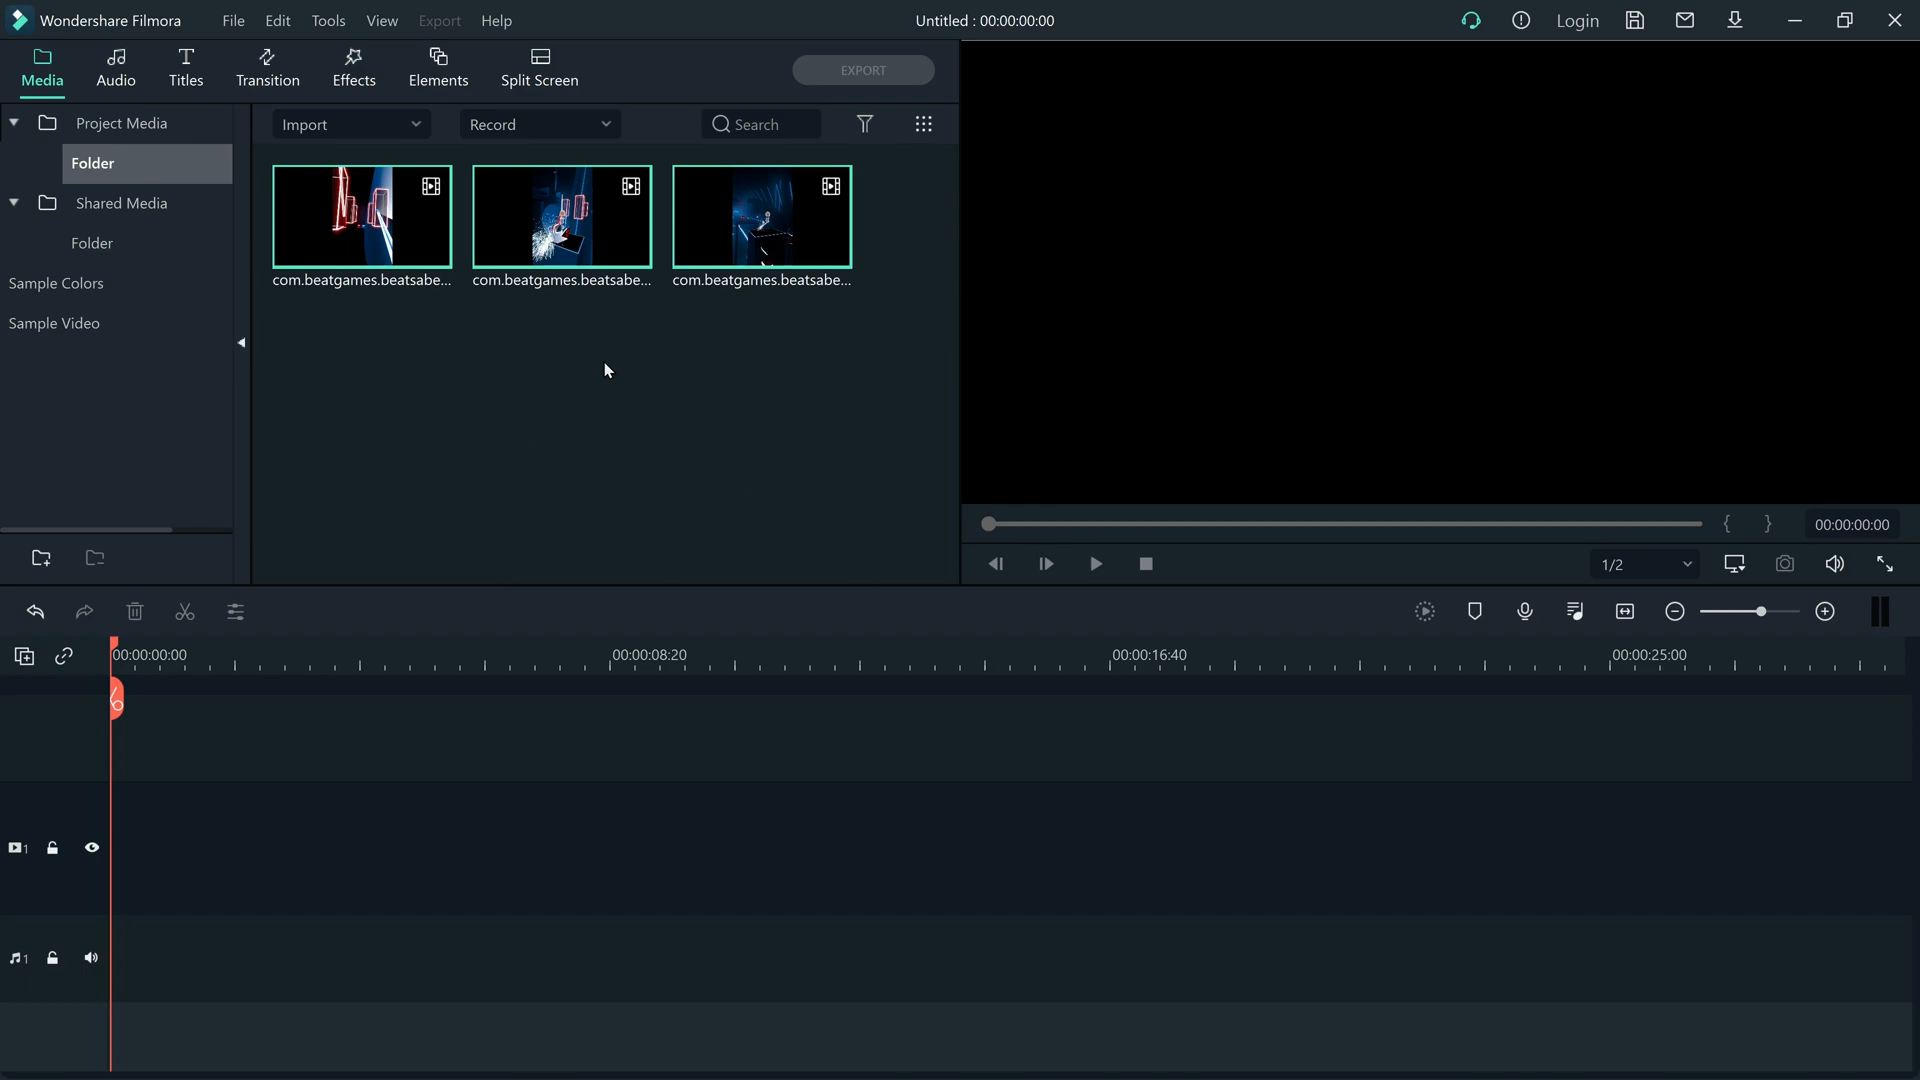 Wondershare Filmora
File Edit Tools View Export Help
Untitled : 00:00:00:00
Login
Media Audio Titles Transition Effects Elements Split Screen
EXPORT
Project Media
Folder
Shared Media
Folder
Sample Colors
Sample Video
Import Record Search
com.beatgames.beatsabe... com.beatgames.beatsabe... com.beatgames.beatsabe...
{ } 00:00:00:00
1/2
00:00:00:00 00:00:08:20 00:00:16:40 00:00:25:00
1
1